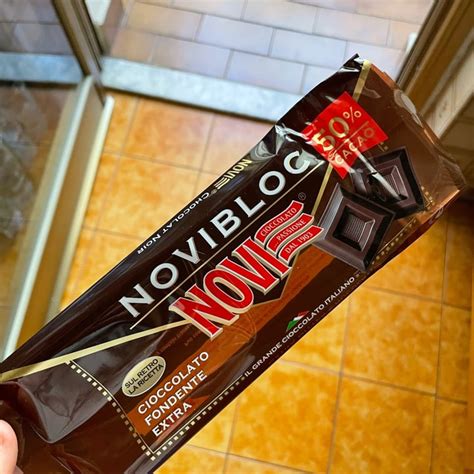 NOVIBLOC
50%
CACAO
NOVI
CHOCOLAT NOIR
NOVI
CIOCCOLATO
PASSIONE
DAL 1903
®
SUL RETRO
LA RICETTA
CIOCCOLATO
FONDENTE
EXTRA
IL GRANDE CIOCCOLATO ITALIANO